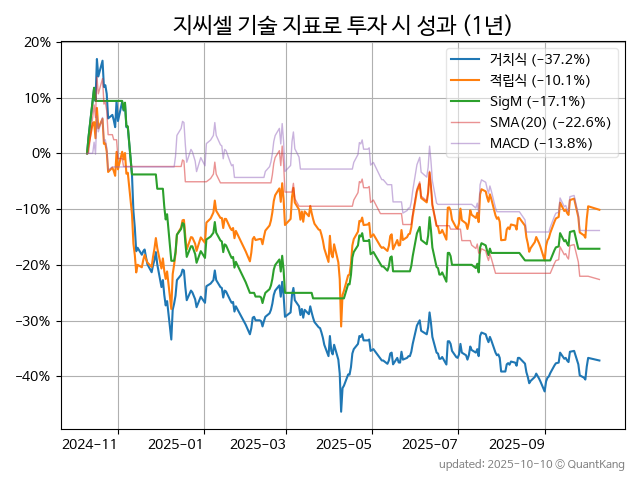 지씨셀 기술 지표로 투자 시 성과 (1년)
20%
10%
0%
−10%
−20%
−30%
−40%
거치식 (−37.2%)
적립식 (−10.1%)
SigM (−17.1%)
SMA(20) (−22.6%)
MACD (−13.8%)
2024−11
2025−01
2025−03
2025−05
2025−07
2025−09
updated: 2025-10-10 © QuantKang